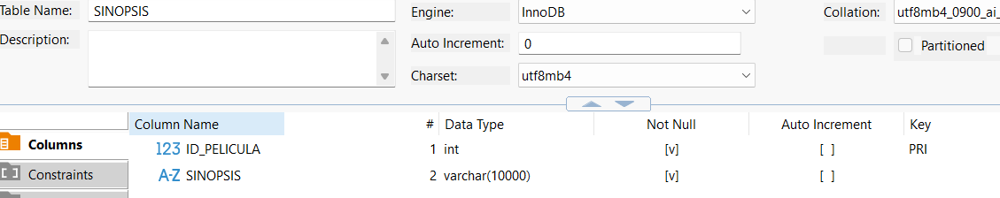 Table Name: SINOPSIS Engine: InnoDB Collation: utf8mb4_0900_ai_
Description: Auto Increment: 0 Partitioned
Charset: utf8mb4
Column Name # Data Type Not Null Auto Increment Key
Columns 123 ID_PELICULA 1 int [v] [ ] PRI
Constraints A-Z SINOPSIS 2 varchar(10000) [v] [ ]